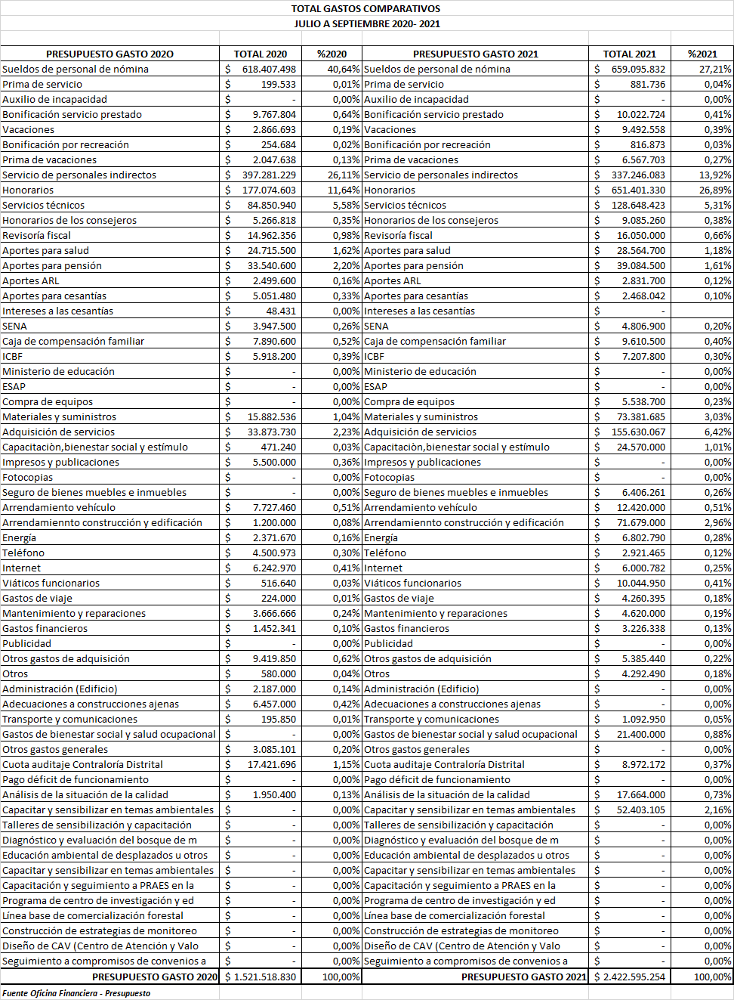 TOTAL GASTOS COMPARATIVOS
JULIO A SEPTIEMBRE 2020- 2021
PRESUPUESTO GASTO 202O TOTAL 2020 %2020 PRESUPUESTO GASTO 2021 TOTAL 2021 %2021
Sueldos de personal de nómina $ 618.407.498 40,64% Sueldos de personal de nómina $ 659.095.832 27,21%
Prima de servicio $ 199.533 0,01% Prima de servicio $ 881.736 0,04%
Auxilio de incapacidad $ - 0,00% Auxilio de incapacidad $ - 0,00%
Bonificación servicio prestado $ 9.767.804 0,64% Bonificación servicio prestado $ 10.022.724 0,41%
Vacaciones $ 2.866.693 0,19% Vacaciones $ 9.492.558 0,39%
Bonificación por recreación $ 254.684 0,02% Bonificación por recreación $ 816.873 0,03%
Prima de vacaciones $ 2.047.638 0,13% Prima de vacaciones $ 6.567.703 0,27%
Servicio de personales indirectos $ 397.281.229 26,11% Servicio de personales indirectos $ 337.246.083 13,92%
Honorarios $ 177.074.603 11,64% Honorarios $ 651.401.330 26,89%
Servicios técnicos $ 84.850.940 5,58% Servicios técnicos $ 128.648.423 5,31%
Honorarios de los consejeros $ 5.266.818 0,35% Honorarios de los consejeros $ 9.085.260 0,38%
Revisoría fiscal $ 14.962.356 0,98% Revisoría fiscal $ 16.050.000 0,66%
Aportes para salud $ 24.715.500 1,62% Aportes para salud $ 28.564.700 1,18%
Aportes para pensión $ 33.540.600 2,20% Aportes para pensión $ 39.084.500 1,61%
Aportes ARL $ 2.499.600 0,16% Aportes ARL $ 2.831.700 0,12%
Aportes para cesantías $ 5.051.480 0,33% Aportes para cesantías $ 2.468.042 0,10%
Intereses a las cesantías $ 48.431 0,00% Intereses a las cesantías $ -
SENA $ 3.947.500 0,26% SENA $ 4.806.900 0,20%
Caja de compensación familiar $ 7.890.600 0,52% Caja de compensación familiar $ 9.610.500 0,40%
ICBF $ 5.918.200 0,39% ICBF $ 7.207.800 0,30%
Ministerio de educación $ - 0,00% Ministerio de educación $ - 0,00%
ESAP $ - 0,00% ESAP $ - 0,00%
Compra de equipos $ - 0,00% Compra de equipos $ 5.538.700 0,23%
Materiales y suministros $ 15.882.536 1,04% Materiales y suministros $ 73.381.685 3,03%
Adquisición de servicios $ 33.873.730 2,23% Adquisición de servicios $ 155.630.067 6,42%
Capacitaciòn,bienestar social y estímulo $ 471.240 0,03% Capacitaciòn,bienestar social y estímulo $ 24.570.000 1,01%
Impresos y publicaciones $ 5.500.000 0,36% Impresos y publicaciones $ - 0,00%
Fotocopias $ - 0,00% Fotocopias $ - 0,00%
Seguro de bienes muebles e inmuebles $ - 0,00% Seguro de bienes muebles e inmuebles $ 6.406.261 0,26%
Arrendamiento vehículo $ 7.727.460 0,51% Arrendamiento vehículo $ 12.420.000 0,51%
Arrendamiennto construcción y edificación $ 1.200.000 0,08% Arrendamiennto construcción y edificación $ 71.679.000 2,96%
Energía $ 2.371.670 0,16% Energía $ 6.802.790 0,28%
Teléfono $ 4.500.973 0,30% Teléfono $ 2.921.465 0,12%
Internet $ 6.242.970 0,41% Internet $ 6.000.782 0,25%
Viáticos funcionarios $ 516.640 0,03% Viáticos funcionarios $ 10.044.950 0,41%
Gastos de viaje $ 224.000 0,01% Gastos de viaje $ 4.260.395 0,18%
Mantenimiento y reparaciones $ 3.666.666 0,24% Mantenimiento y reparaciones $ 4.620.000 0,19%
Gastos financieros $ 1.452.341 0,10% Gastos financieros $ 3.226.338 0,13%
Publicidad $ - 0,00% Publicidad $ - 0,00%
Otros gastos de adquisición $ 9.419.850 0,62% Otros gastos de adquisición $ 5.385.440 0,22%
Otros $ 580.000 0,04% Otros $ 4.292.490 0,18%
Administración (Edificio) $ 2.187.000 0,14% Administración (Edificio) $ - 0,00%
Adecuaciones a construcciones ajenas $ 6.457.000 0,42% Adecuaciones a construcciones ajenas $ - 0,00%
Transporte y comunicaciones $ 195.850 0,01% Transporte y comunicaciones $ 1.092.950 0,05%
Gastos de bienestar social y salud ocupacional $ - 0,00% Gastos de bienestar social y salud ocupacional $ 21.400.000 0,88%
Otros gastos generales $ 3.085.101 0,20% Otros gastos generales $ - 0,00%
Cuota auditaje Contraloría Distrital $ 17.421.696 1,15% Cuota auditaje Contraloría Distrital $ 8.972.172 0,37%
Pago déficit de funcionamiento $ - 0,00% Pago déficit de funcionamiento $ - 0,00%
Análisis de la situación de la calidad $ 1.950.400 0,13% Análisis de la situación de la calidad $ 17.664.000 0,73%
Capacitar y sensibilizar en temas ambientales $ - 0,00% Capacitar y sensibilizar en temas ambientales $ 52.403.105 2,16%
Talleres de sensibilización y capacitación $ - 0,00% Talleres de sensibilización y capacitación $ - 0,00%
Diagnóstico y evaluación del bosque de m $ - 0,00% Diagnóstico y evaluación del bosque de m $ - 0,00%
Educación ambiental de desplazados u otros $ - 0,00% Educación ambiental de desplazados u otros $ - 0,00%
Capacitar y sensibilizar en temas ambientales $ - 0,00% Capacitar y sensibilizar en temas ambientales $ - 0,00%
Capacitación y seguimiento a PRAES en la $ - 0,00% Capacitación y seguimiento a PRAES en la $ - 0,00%
Programa de centro de investigación y ed $ - 0,00% Programa de centro de investigación y ed $ - 0,00%
Línea base de comercialización forestal $ - 0,00% Línea base de comercialización forestal $ - 0,00%
Construcción de estrategias de monitoreo $ - 0,00% Construcción de estrategias de monitoreo $ - 0,00%
Diseño de CAV (Centro de Atención y Valo $ - 0,00% Diseño de CAV (Centro de Atención y Valo $ - 0,00%
Seguimiento a compromisos de convenios a $ - 0,00% Seguimiento a compromisos de convenios a $ - 0,00%
PRESUPUESTO GASTO 2020 $ 1.521.518.830 100,00% PRESUPUESTO GASTO 2021 $ 2.422.595.254 100,00%
Fuente Oficina Financiera - Presupuesto